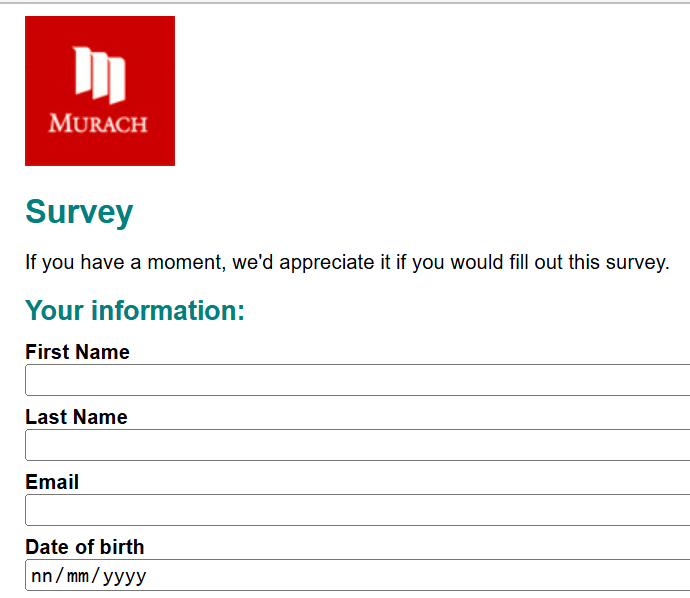 MURACH
Survey
If you have a moment, we'd appreciate it if you would fill out this survey.
Your information:
First Name
Last Name
Email
Date of birth
nn/mm/yyyy